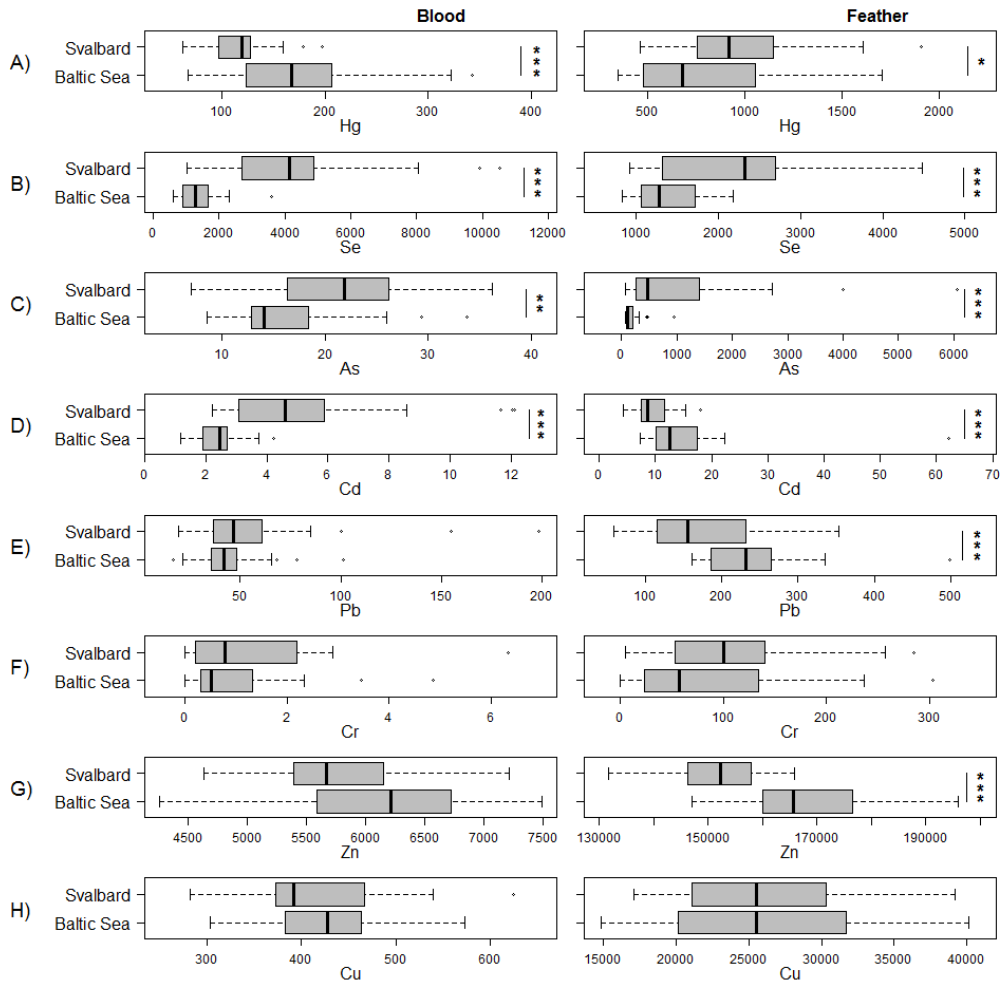 Blood Feather
A) Svalbard
Baltic Sea
***
*
100 200 300 400
500 1000 1500 2000
Hg Hg
B) Svalbard
Baltic Sea
***
***
0 2000 4000 6000 8000 10000 12000
1000 2000 3000 4000 5000
Se Se
C) Svalbard
Baltic Sea
**
***
10 20 30 40
0 1000 2000 3000 4000 5000 6000
As As
D) Svalbard
Baltic Sea
***
***
0 2 4 6 8 10 12
0 10 20 30 40 50 60 70
Cd Cd
E) Svalbard
Baltic Sea
***
50 100 150 200
100 200 300 400 500
Pb Pb
F) Svalbard
Baltic Sea
0 2 4 6
0 100 200 300
Cr Cr
G) Svalbard
Baltic Sea
***
4500 5000 5500 6000 6500 7000 7500
130000 150000 170000 190000
Zn Zn
H) Svalbard
Baltic Sea
300 400 500 600
15000 20000 25000 30000 35000 40000
Cu Cu